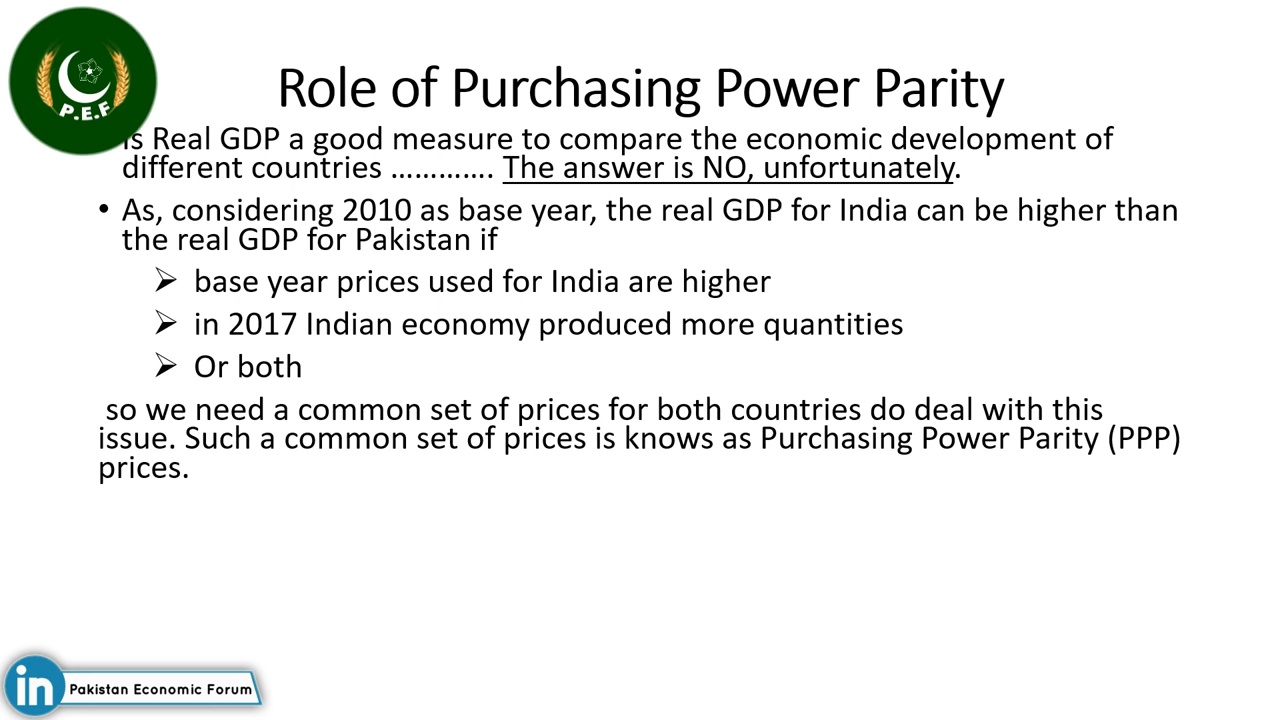 P.E.F
Role of Purchasing Power Parity
Is Real GDP a good measure to compare the economic development of
different countries …………. The answer is NO, unfortunately.
• As, considering 2010 as base year, the real GDP for India can be higher than
the real GDP for Pakistan if
➢ base year prices used for India are higher
➢ in 2017 Indian economy produced more quantities
➢ Or both
so we need a common set of prices for both countries do deal with this
issue. Such a common set of prices is knows as Purchasing Power Parity (PPP)
prices.
in Pakistan Economic Forum